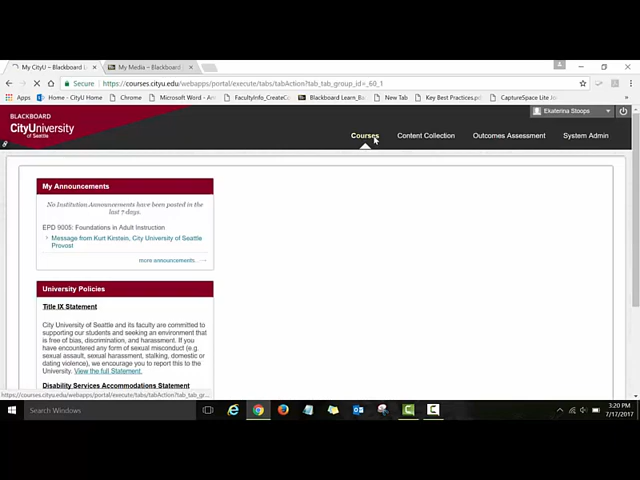 My CityU – Blackboard L
My Media – Blackboard
Secure
https://courses.cityu.edu/webapps/portal/execute/tabs/tabAction?tab_tab_group_id=_60_1
Home - CityU Home
Chrome
Microsoft Word - Ar
FacultyInfo_CreateC
Blackboard Learn_Ba
New Tab
Key Best Practices.p
CaptureSpace Lite Je
Ekaterina Stoops
BLACKBOARD
CityUniversity
of Seattle
Courses
Content Collection
Outcomes Assessment
System Admin
My Announcements
No Institution Announcements have been posted in the
last 7 days.
EPD 9005: Foundations in Adult Instruction
Message from Kurt Kirstein, City University of Seattle
Provost
more announcements...
University Policies
Title IX Statement
City University of Seattle and its faculty are committed to
supporting our students and seeking an environment that
is free of bias, discrimination, and harassment. If you
have encountered any form of sexual misconduct (e.g.
sexual assault, sexual harassment, stalking, domestic or
dating violence), we encourage you to report this to the
University. View the full Statement.
Disability Services Accommodations Statement
https://courses.cityu.edu/webapps/portal/execute/tabs/tabAction?tab_tab_gr...
Search Windows
3:20 PM
7/17/2017